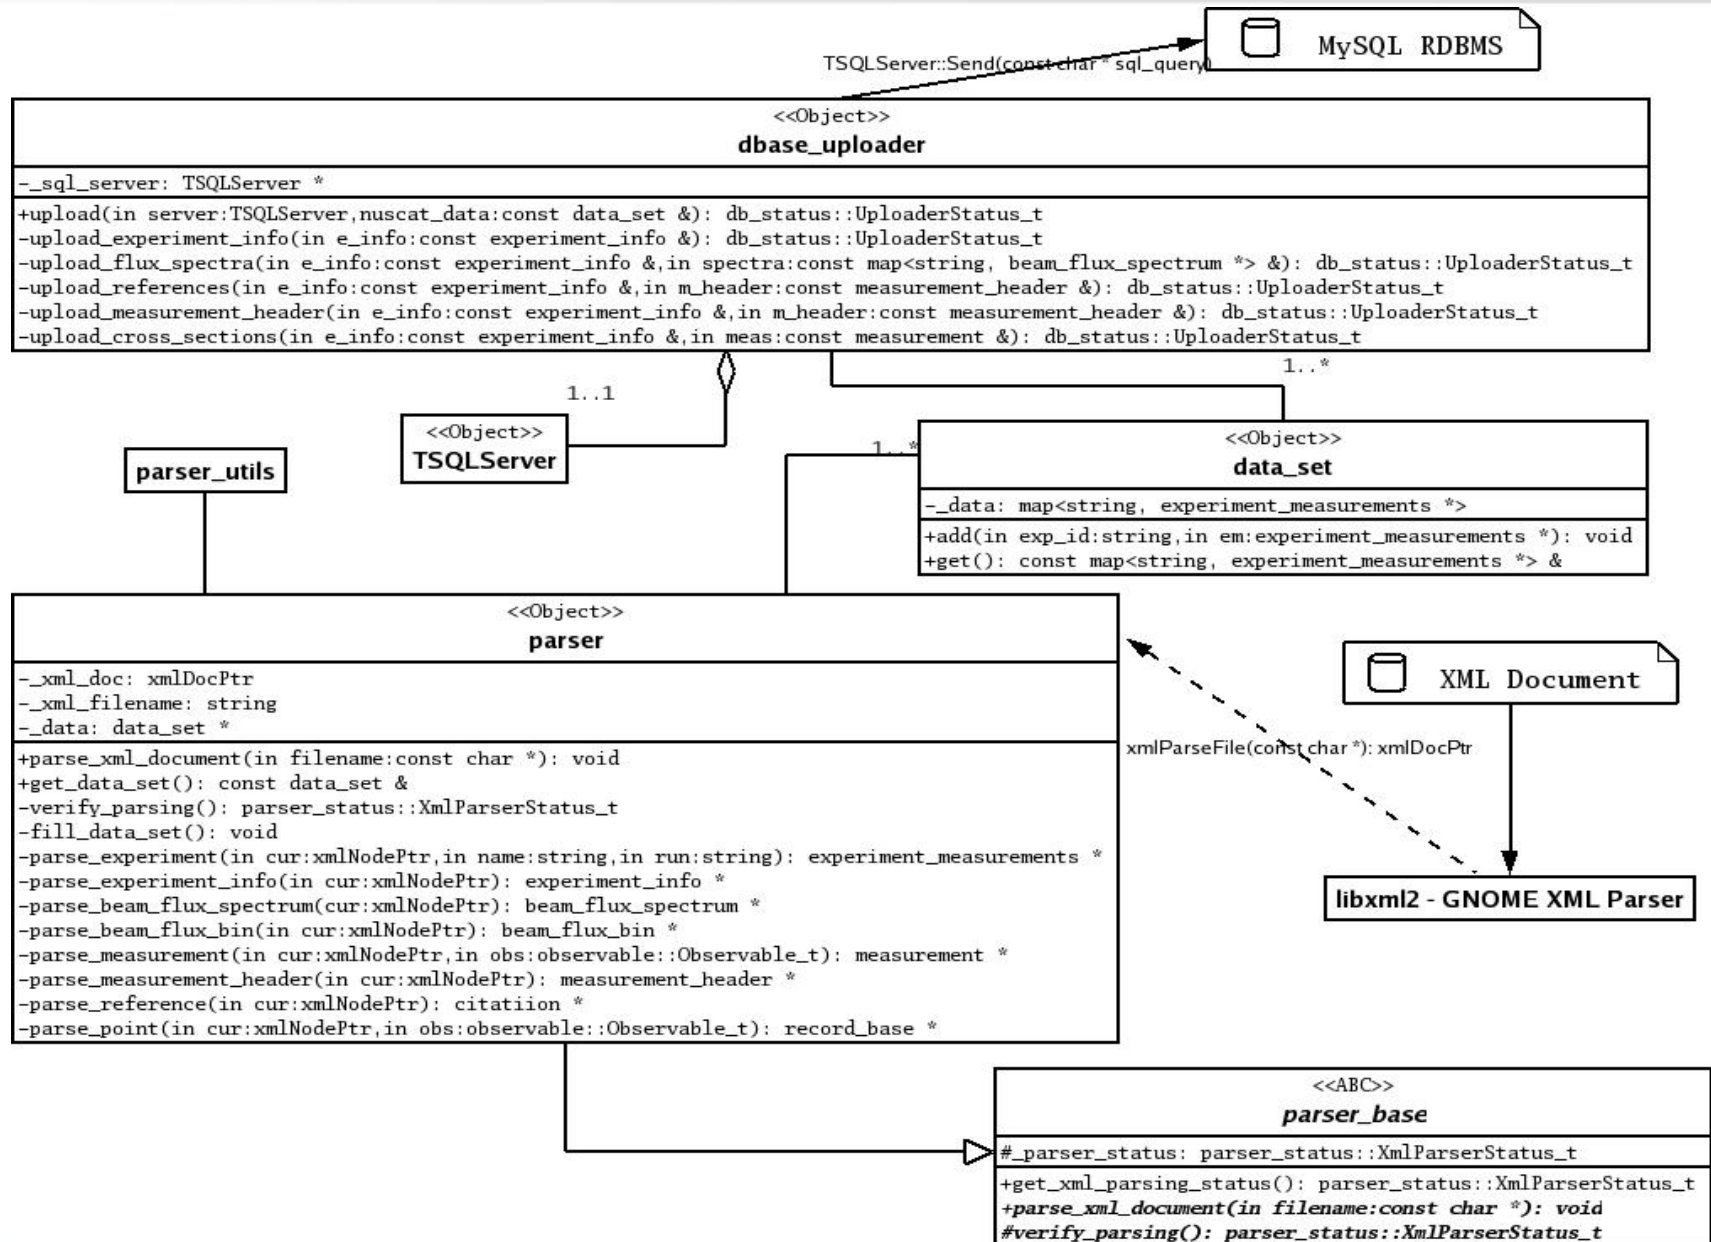 MySQL RDBMS
TSQLServer::Send(const char * sql_query)
<<Object>>
dbase_uploader
-_sql_server: TSQLServer *
+upload(in server:TSQLServer,nuscat_data:const data_set &): db_status::UploaderStatus_t
-upload_experiment_info(in e_info:const experiment_info &): db_status::UploaderStatus_t
-upload_flux_spectra(in e_info:const experiment_info &,in spectra:const map<string, beam_flux_spectrum *> &): db_status::UploaderStatus_t
-upload_references(in e_info:const experiment_info &,in m_header:const measurement_header &): db_status::UploaderStatus_t
-upload_measurement_header(in e_info:const experiment_info &,in m_header:const measurement_header &): db_status::UploaderStatus_t
-upload_cross_sections(in e_info:const experiment_info &,in meas:const measurement &): db_status::UploaderStatus_t
1..*
1..1
<<Object>>
TSQLServer
1..*
<<Object>>
data_set
-_data: map<string, experiment_measurements *>
+add(in exp_id:string,in em:experiment_measurements *): void
+get(): const map<string, experiment_measurements *> &
parser_utils
<<Object>>
parser
-_xml_doc: xmlDocPtr
-_xml_filename: string
-_data: data_set *
+parse_xml_document(in filename:const char *): void
+get_data_set(): const data_set &
-verify_parsing(): parser_status::XmlParserStatus_t
-fill_data_set(): void
-parse_experiment(in cur:xmlNodePtr,in name:string,in run:string): experiment_measurements *
-parse_experiment_info(in cur:xmlNodePtr): experiment_info *
-parse_beam_flux_spectrum(cur:xmlNodePtr): beam_flux_spectrum *
-parse_beam_flux_bin(in cur:xmlNodePtr): beam_flux_bin *
-parse_measurement(in cur:xmlNodePtr,in obs:observable::Observable_t): measurement *
-parse_measurement_header(in cur:xmlNodePtr): measurement_header *
-parse_reference(in cur:xmlNodePtr): citatiion *
-parse_point(in cur:xmlNodePtr,in obs:observable::Observable_t): record_base *
XML Document
xmlParseFile(const char *): xmlDocPtr
libxml2 - GNOME XML Parser
<<ABC>>
parser_base
#_parser_status: parser_status::XmlParserStatus_t
+get_xml_parsing_status(): parser_status::XmlParserStatus_t
+parse_xml_document(in filename:const char *): void
#verify_parsing(): parser_status::XmlParserStatus_t